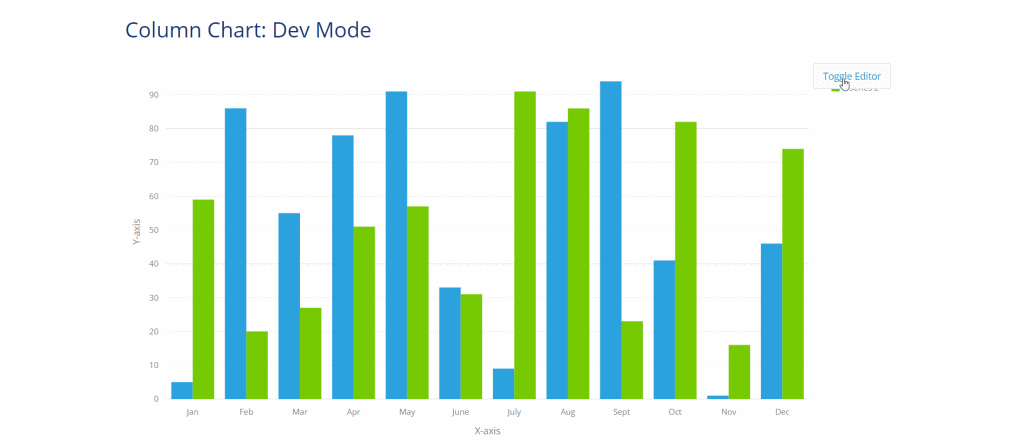 Column Chart: Dev Mode
Toggle Editor
90
80
70
60
50
40
30
20
10
0
Y-axis
Jan Feb Mar Apr May June July Aug Sept Oct Nov Dec
X-axis